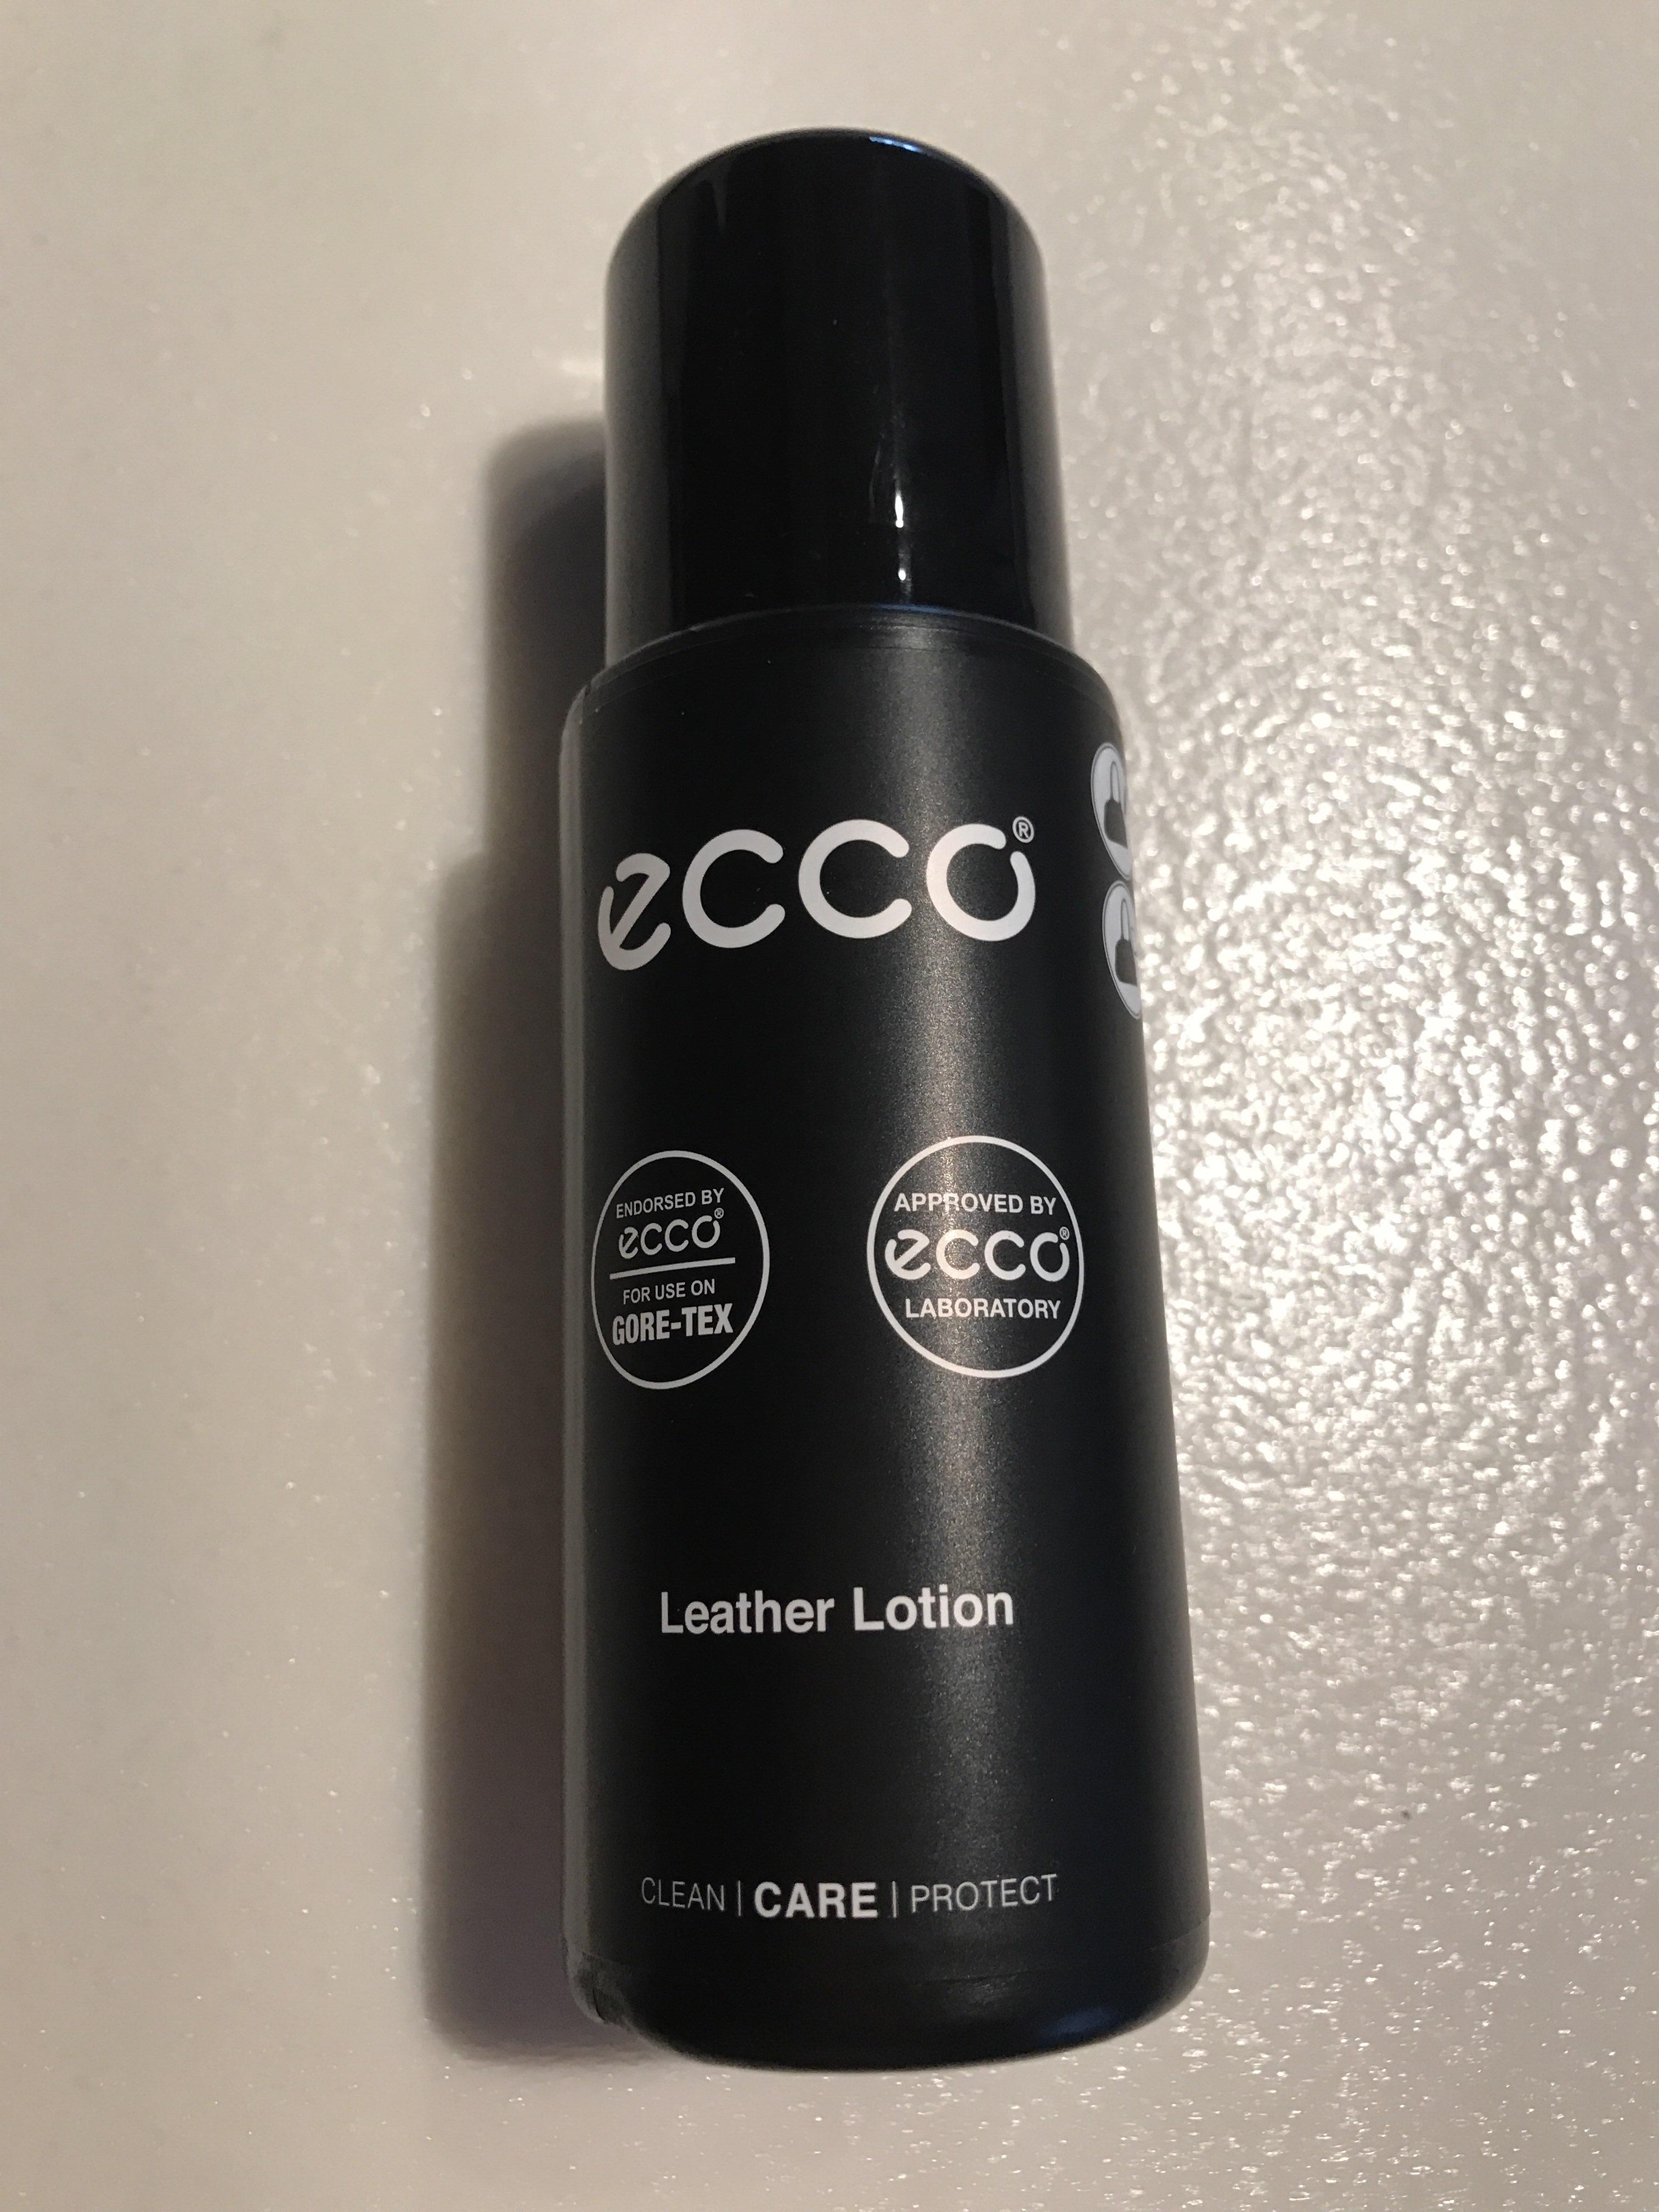 ecco®
ENDORSED BY
ecco®
FOR USE ON
GORE-TEX
APPROVED BY
ecco®
LABORATORY
Leather Lotion
CLEAN | CARE | PROTECT